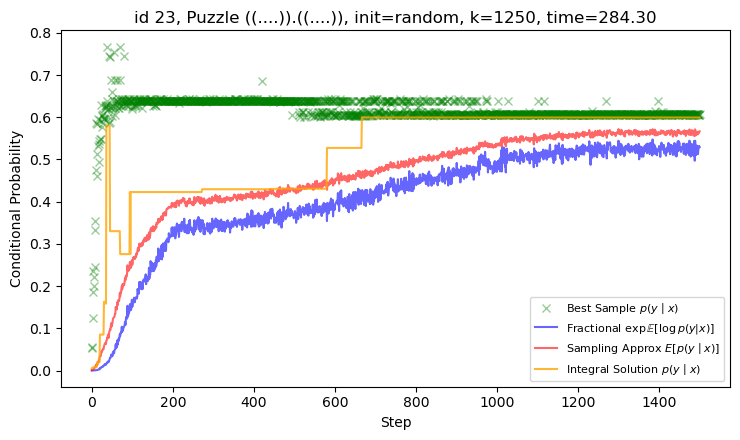 id 23, Puzzle ((....)).((....)), init=random, k=1250, time=284.30
Conditional Probability
0.8
0.7
0.6
0.5
0.4
0.3
0.2
0.1
0.0
Best Sample p(y | x)
Fractional exp 𝔼[log p(y|x)]
Sampling Approx E[p(y | x)]
Integral Solution p(y | x)
0 200 400 600 800 1000 1200 1400
Step